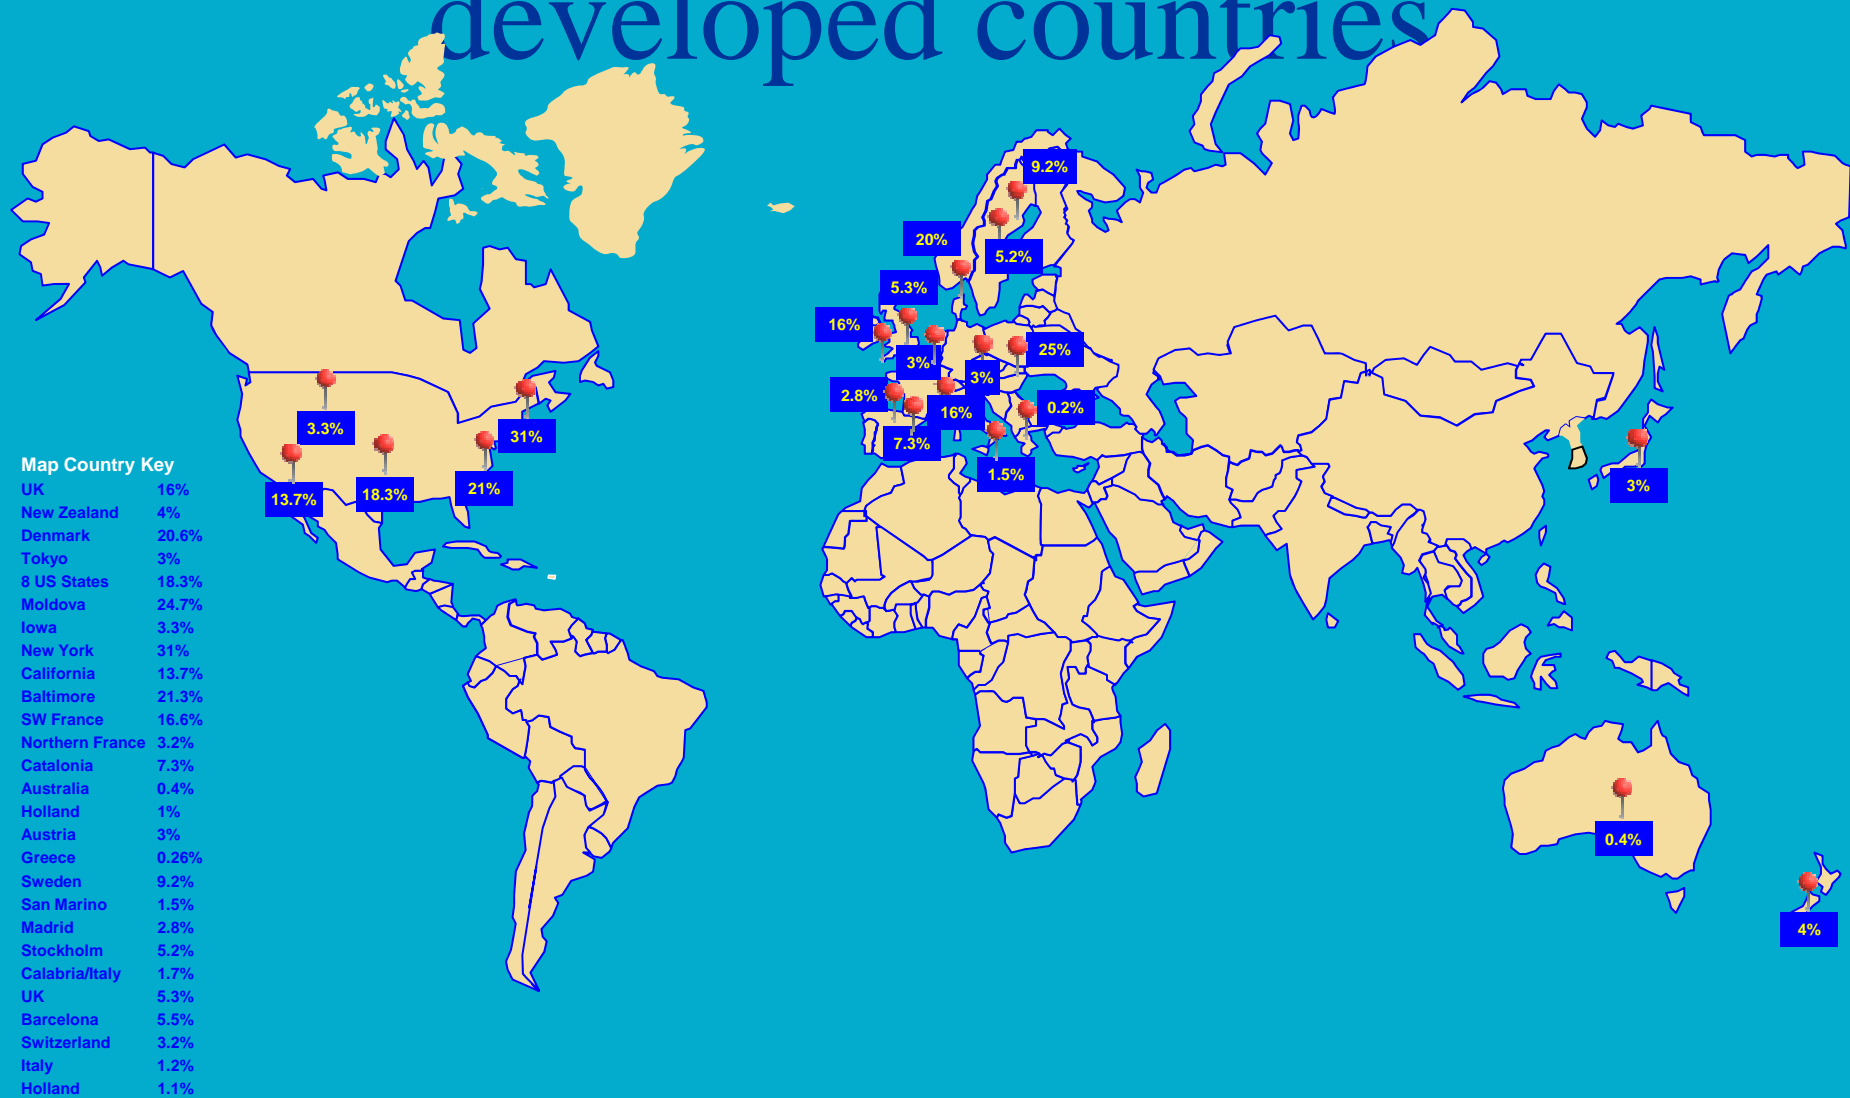 developed countries
9.2%
20%
5.2%
5.3%
16%
3%
3%
25%
2.8%
16%
0.2%
7.3%
1.5%
3.3%
31%
13.7%
18.3%
21%
3%
0.4%
4%
Map Country Key
UK 16%
New Zealand 4%
Denmark 20.6%
Tokyo 3%
8 US States 18.3%
Moldova 24.7%
Iowa 3.3%
New York 31%
California 13.7%
Baltimore 21.3%
SW France 16.6%
Northern France 3.2%
Catalonia 7.3%
Australia 0.4%
Holland 1%
Austria 3%
Greece 0.26%
Sweden 9.2%
San Marino 1.5%
Madrid 2.8%
Stockholm 5.2%
Calabria/Italy 1.7%
UK 5.3%
Barcelona 5.5%
Switzerland 3.2%
Italy 1.2%
Holland 1.1%